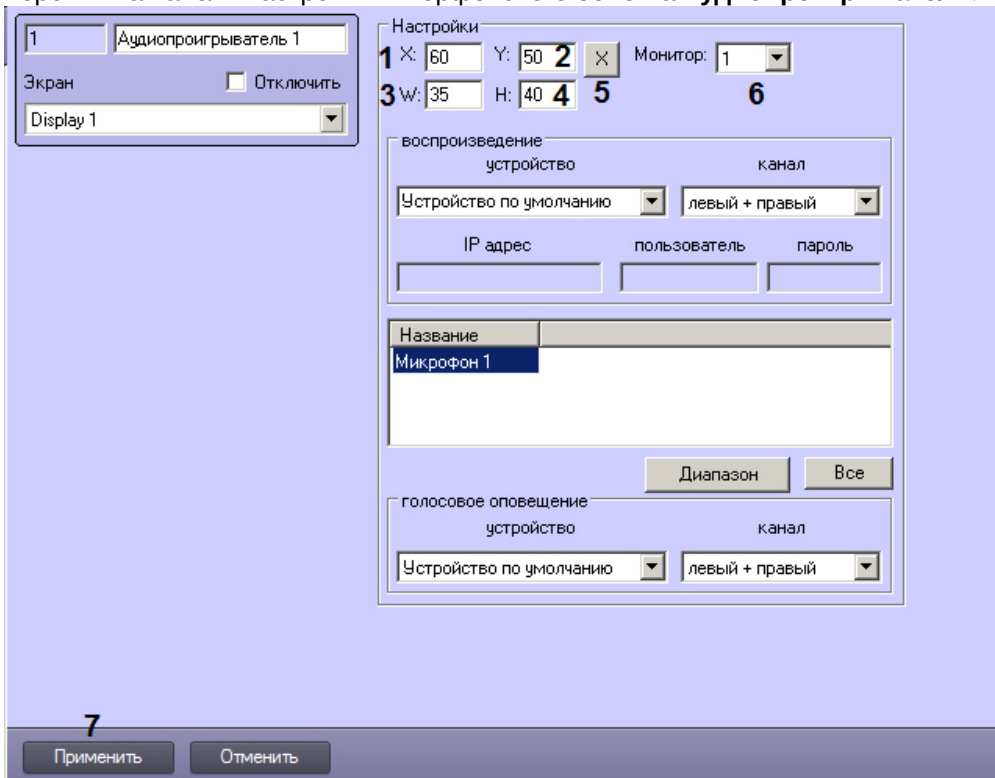 1 Аудиопроигрыватель 1
Экран Отключить
Display 1
Настройки
1 X: 60 Y: 50 2 X Монитор: 1
3 W: 35 H: 40 4 5 6
воспроизведение
устройство канал
Устройство по умолчанию левый + правый
IP адрес пользователь пароль
Название
Микрофон 1
Диапазон Все
голосовое оповещение
устройство канал
Устройство по умолчанию левый + правый
7
Применить Отменить